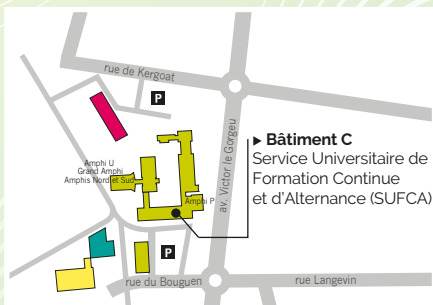 rue de Kergoat
P
av. Victor le Gorgeu
▸ Bâtiment C
Service Universitaire de
Formation Continue
et d'Alternance (SUFCA)
Amphi U
Grand Amphi
Amphis Nord et Sud
Amphi P
P
rue du Bouguen
rue Langevin